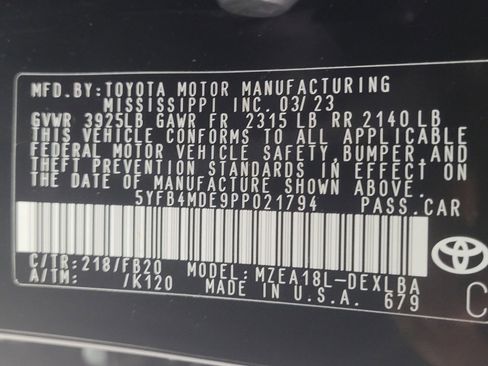 MFD.BY:TOYOTA MOTOR MANUFACTURING
MISSISSIPPI INC. 03/23
GVWR 3925LB GAWR FR 2315 LB RR 2140 LB
THIS VEHICLE CONFORMS TO ALL APPLICABLE
FEDERAL MOTOR VEHICLE SAFETY,BUMPER,AND
THEFT PREVENTION STANDARDS IN EFFECT ON
THE DATE OF MANUFACTURE SHOWN ABOVE.
5YFB4MDE9PP021794 PASS.CAR
C/TR:218/FB20 MODEL:MZEA18L-DEXLBA
A/TM: /K120 MADE IN U.S.A. 679
TOYOTA
C